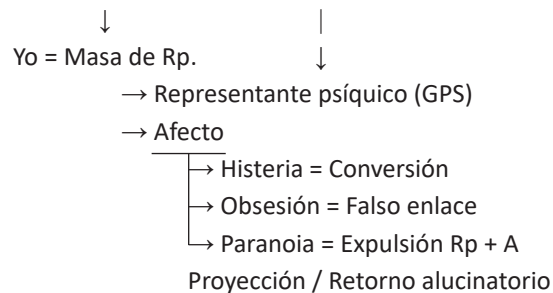 Yo = Masa de Rp.
→ Representante psíquico (GPS)
→ Afecto
→ Histeria = Conversión
→ Obsesión = Falso enlace
→ Paranoia = Expulsión Rp + A
Proyección / Retorno alucinatorio